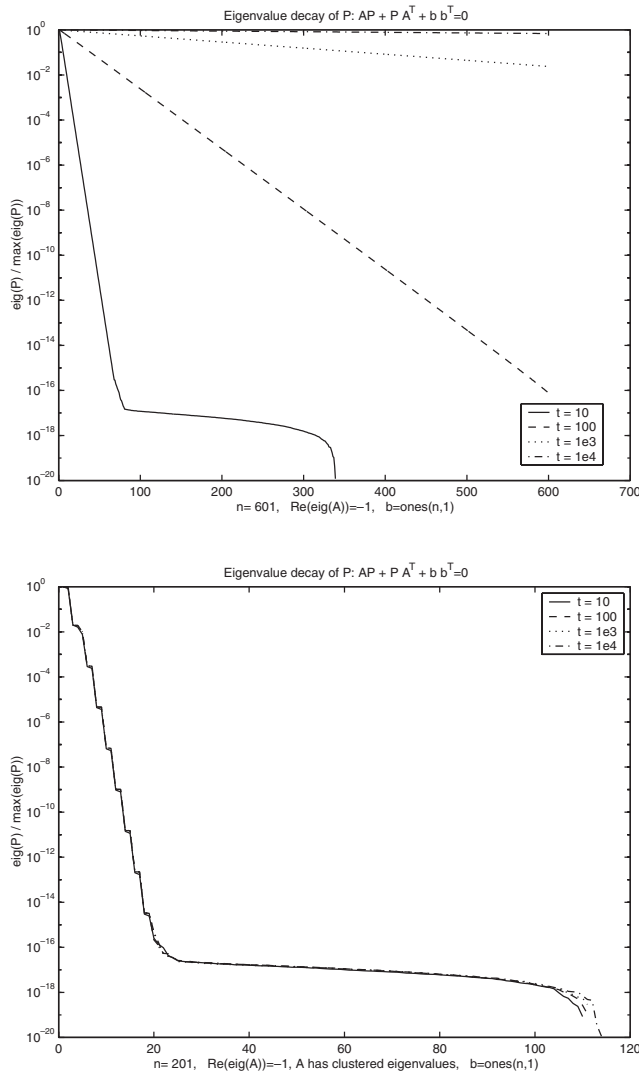 Eigenvalue decay of P: AP + P A^T + b b^T=0
10^0
10^-2
10^-4
10^-6
10^-8
10^-10
10^-12
10^-14
10^-16
10^-18
10^-20
eig(P) / max(eig(P))
t = 10
t = 100
t = 1e3
t = 1e4
0 100 200 300 400 500 600 700
n= 601, Re(eig(A))=−1, b=ones(n,1)
Eigenvalue decay of P: AP + P A^T + b b^T=0
10^0
10^-2
10^-4
10^-6
10^-8
10^-10
10^-12
10^-14
10^-16
10^-18
10^-20
eig(P) / max(eig(P))
t = 10
t = 100
t = 1e3
t = 1e4
0 20 40 60 80 100 120
n= 201, Re(eig(A))=−1, A has clustered eigenvalues, b=ones(n,1)